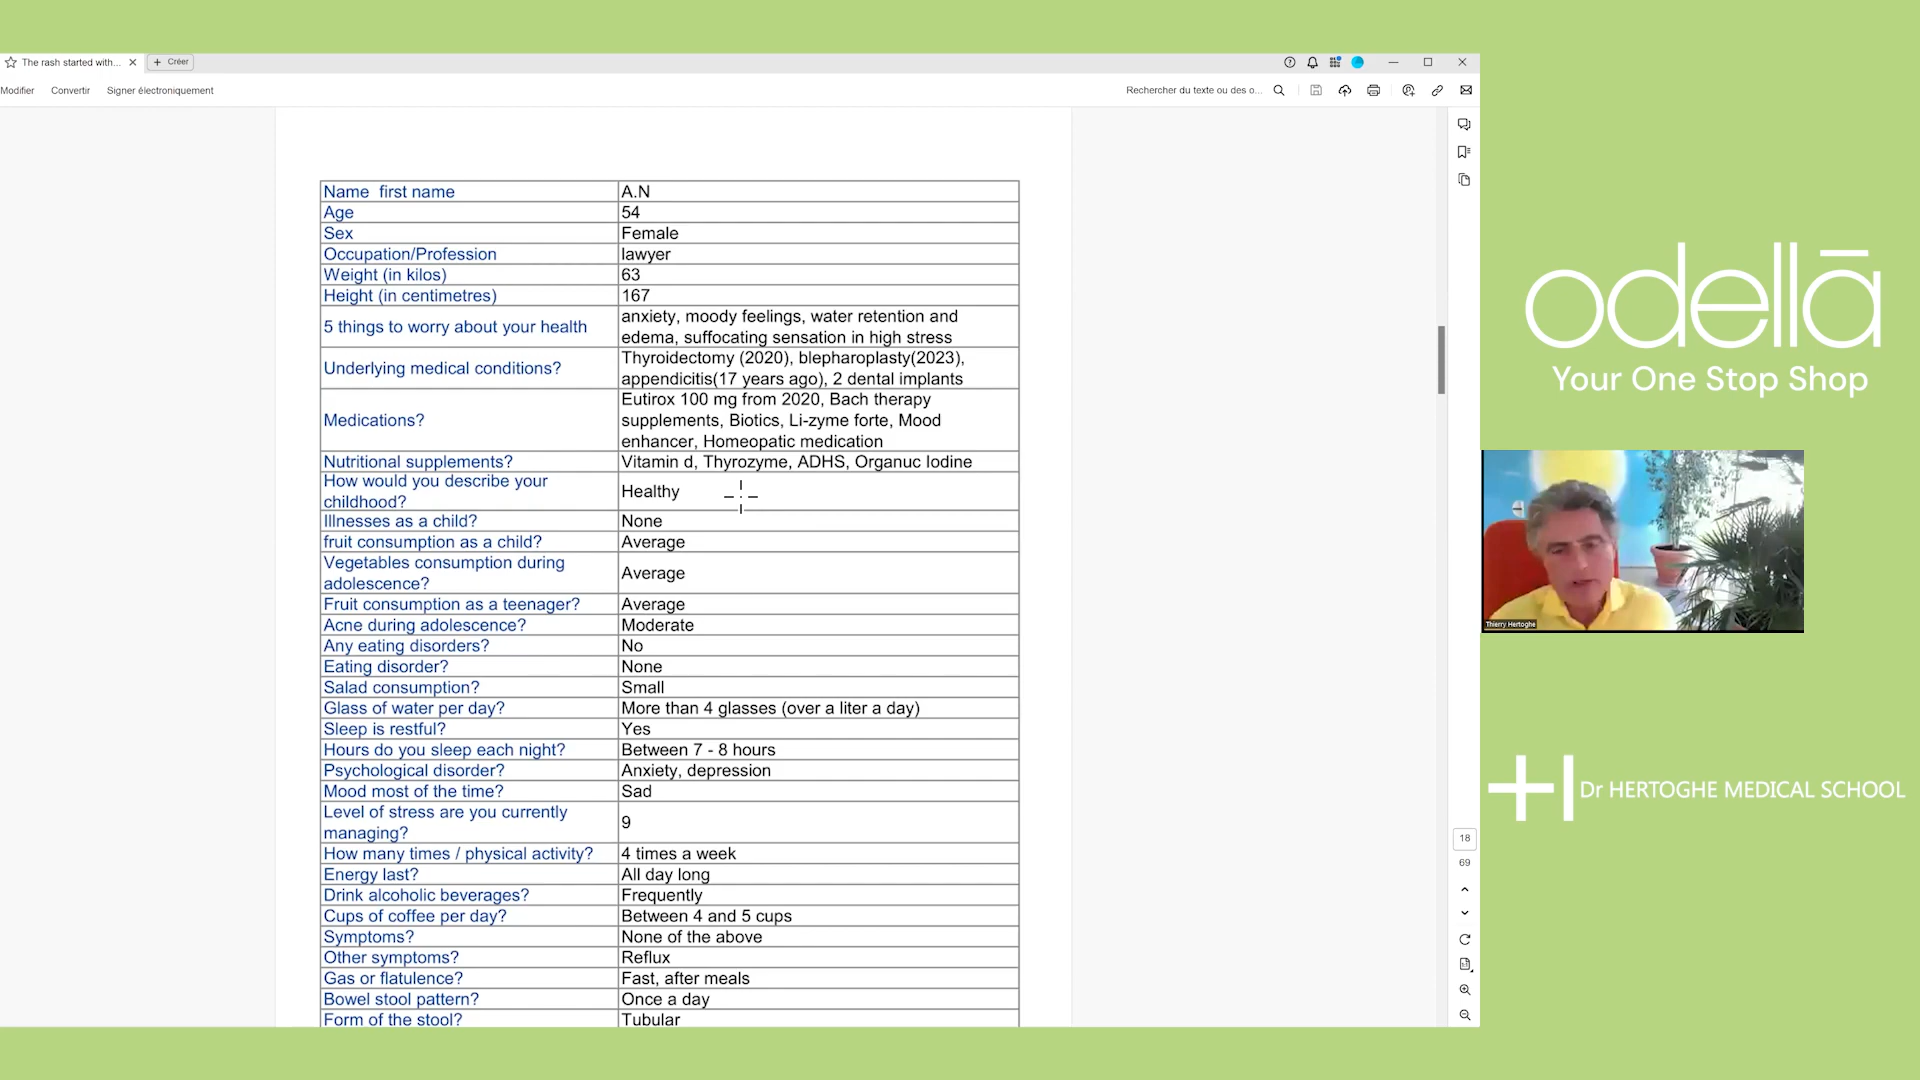 The rash started with...
Créer
Modifier
Convertir
Signer électroniquement
Rechercher du texte ou des o...
Name first name A.N
Age 54
Sex Female
Occupation/Profession lawyer
Weight (in kilos) 63
Height (in centimetres) 167
5 things to worry about your health anxiety, moody feelings, water retention and
edema, suffocating sensation in high stress
Underlying medical conditions? Thyroidectomy (2020), blepharoplasty(2023),
appendicitis(17 years ago), 2 dental implants
Medications? Eutirox 100 mg from 2020, Bach therapy
supplements, Biotics, Li-zyme forte, Mood
enhancer, Homeopatic medication
Nutritional supplements? Vitamin d, Thyrozyme, ADHS, Organuc Iodine
How would you describe your
childhood? Healthy
Illnesses as a child? None
fruit consumption as a child? Average
Vegetables consumption during
adolescence? Average
Fruit consumption as a teenager? Average
Acne during adolescence? Moderate
Any eating disorders? No
Eating disorder? None
Salad consumption? Small
Glass of water per day? More than 4 glasses (over a liter a day)
Sleep is restful? Yes
Hours do you sleep each night? Between 7 - 8 hours
Psychological disorder? Anxiety, depression
Mood most of the time? Sad
Level of stress are you currently
managing? 9
How many times / physical activity? 4 times a week
Energy last? All day long
Drink alcoholic beverages? Frequently
Cups of coffee per day? Between 4 and 5 cups
Symptoms? None of the above
Other symptoms? Reflux
Gas or flatulence? Fast, after meals
Bowel stool pattern? Once a day
Form of the stool? Tubular
18
69
odellā
Your One Stop Shop
Thierry Hertoghe
Dr HERTOGHE MEDICAL SCHOOL